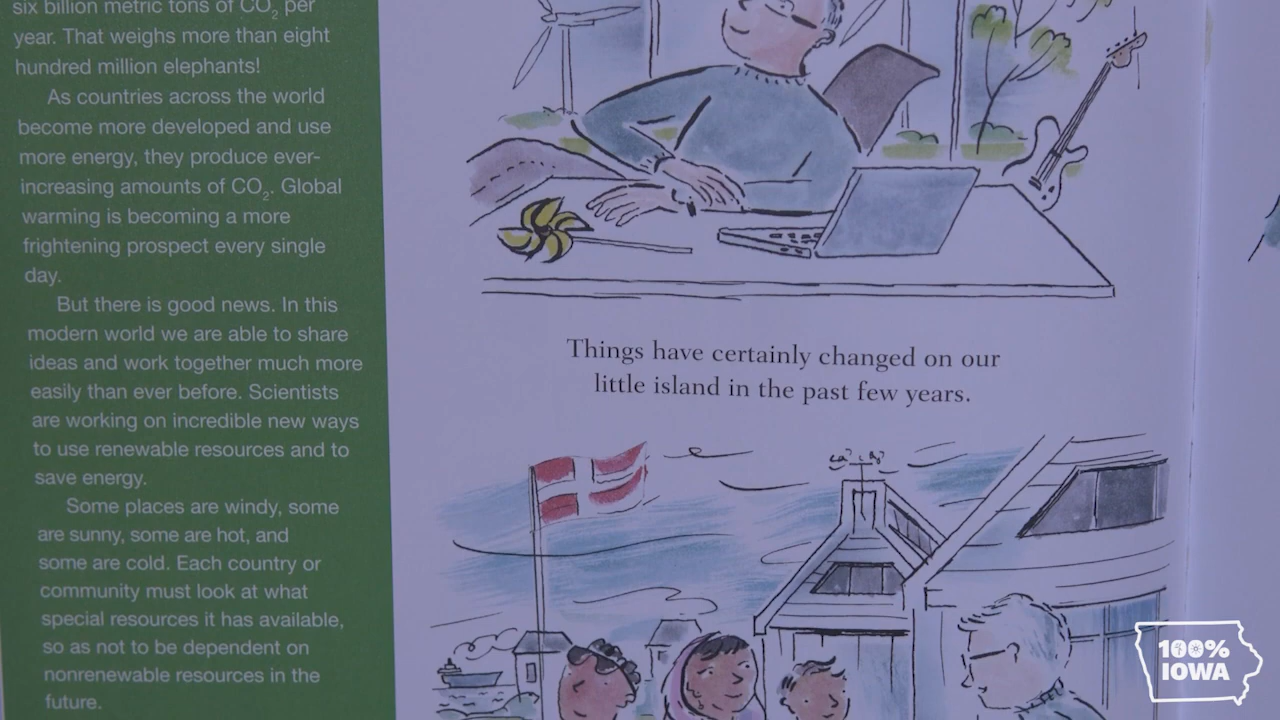 six billion metric tons of CO₂ per
year. That weighs more than eight
hundred million elephants!
As countries across the world
become more developed and use
more energy, they produce ever-
increasing amounts of CO₂. Global
warming is becoming a more
frightening prospect every single
day.
But there is good news. In this
modern world we are able to share
ideas and work together much more
easily than ever before. Scientists
are working on incredible new ways
to use renewable resources and to
save energy.
Some places are windy, some
are sunny, some are hot, and
some are cold. Each country or
community must look at what
special resources it has available,
so as not to be dependent on
nonrenewable resources in the
future.
Things have certainly changed on our
little island in the past few years.
100%
IOWA